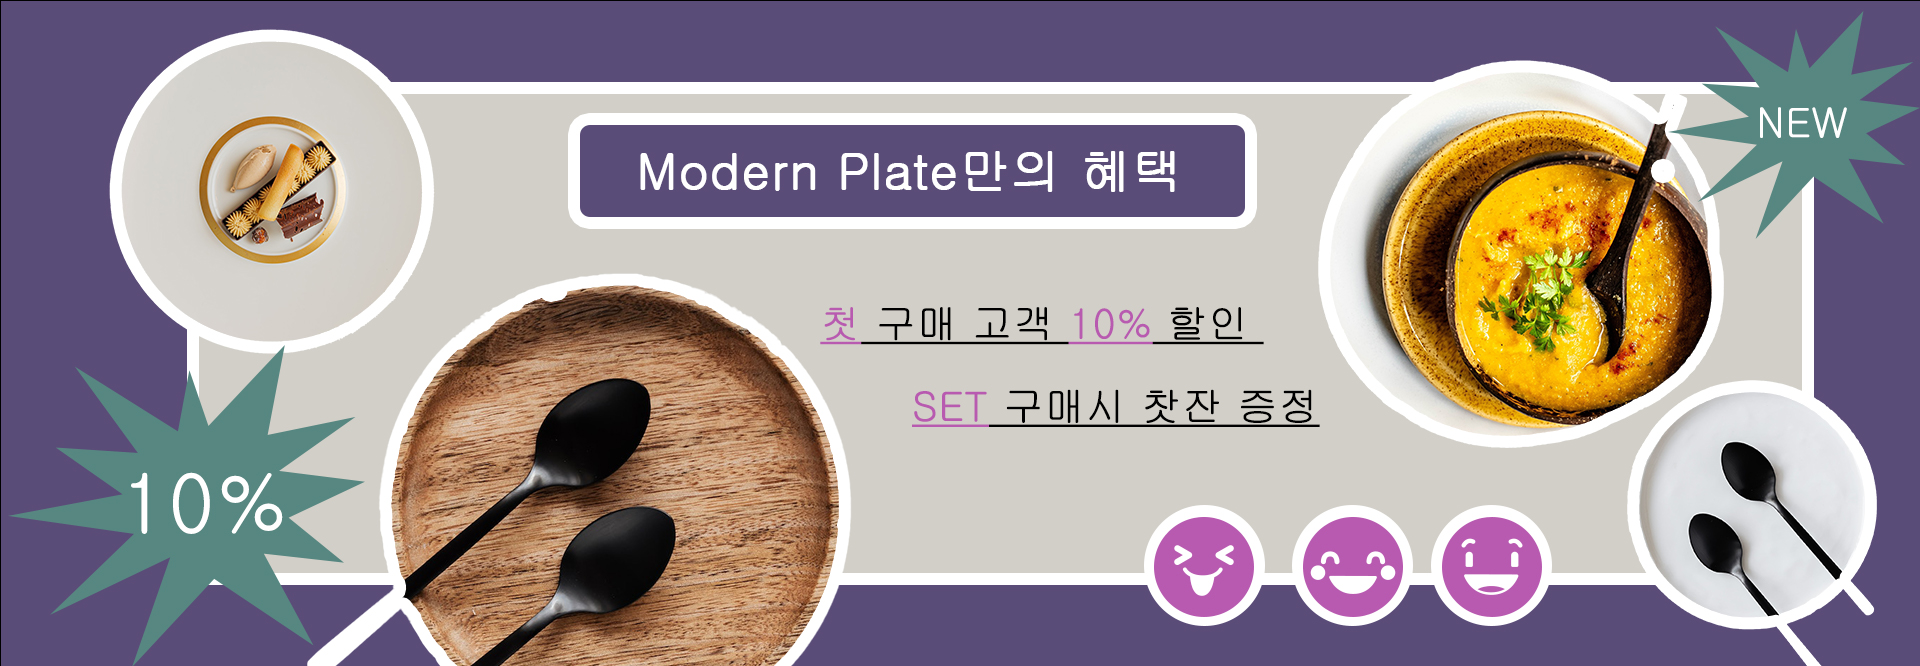 NEW
Modern Plate만의 혜택
첫 구매 고객 10% 할인
SET 구매시 찻잔 증정
10%